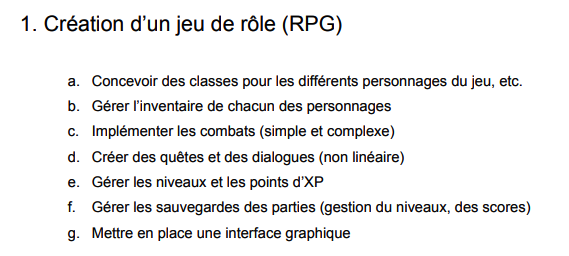 1. Création d’un jeu de rôle (RPG)
a. Concevoir des classes pour les différents personnages du jeu, etc.
b. Gérer l’inventaire de chacun des personnages
c. Implémenter les combats (simple et complexe)
d. Créer des quêtes et des dialogues (non linéaire)
e. Gérer les niveaux et les points d’XP
f. Gérer les sauvegardes des parties (gestion du niveaux, des scores)
g. Mettre en place une interface graphique